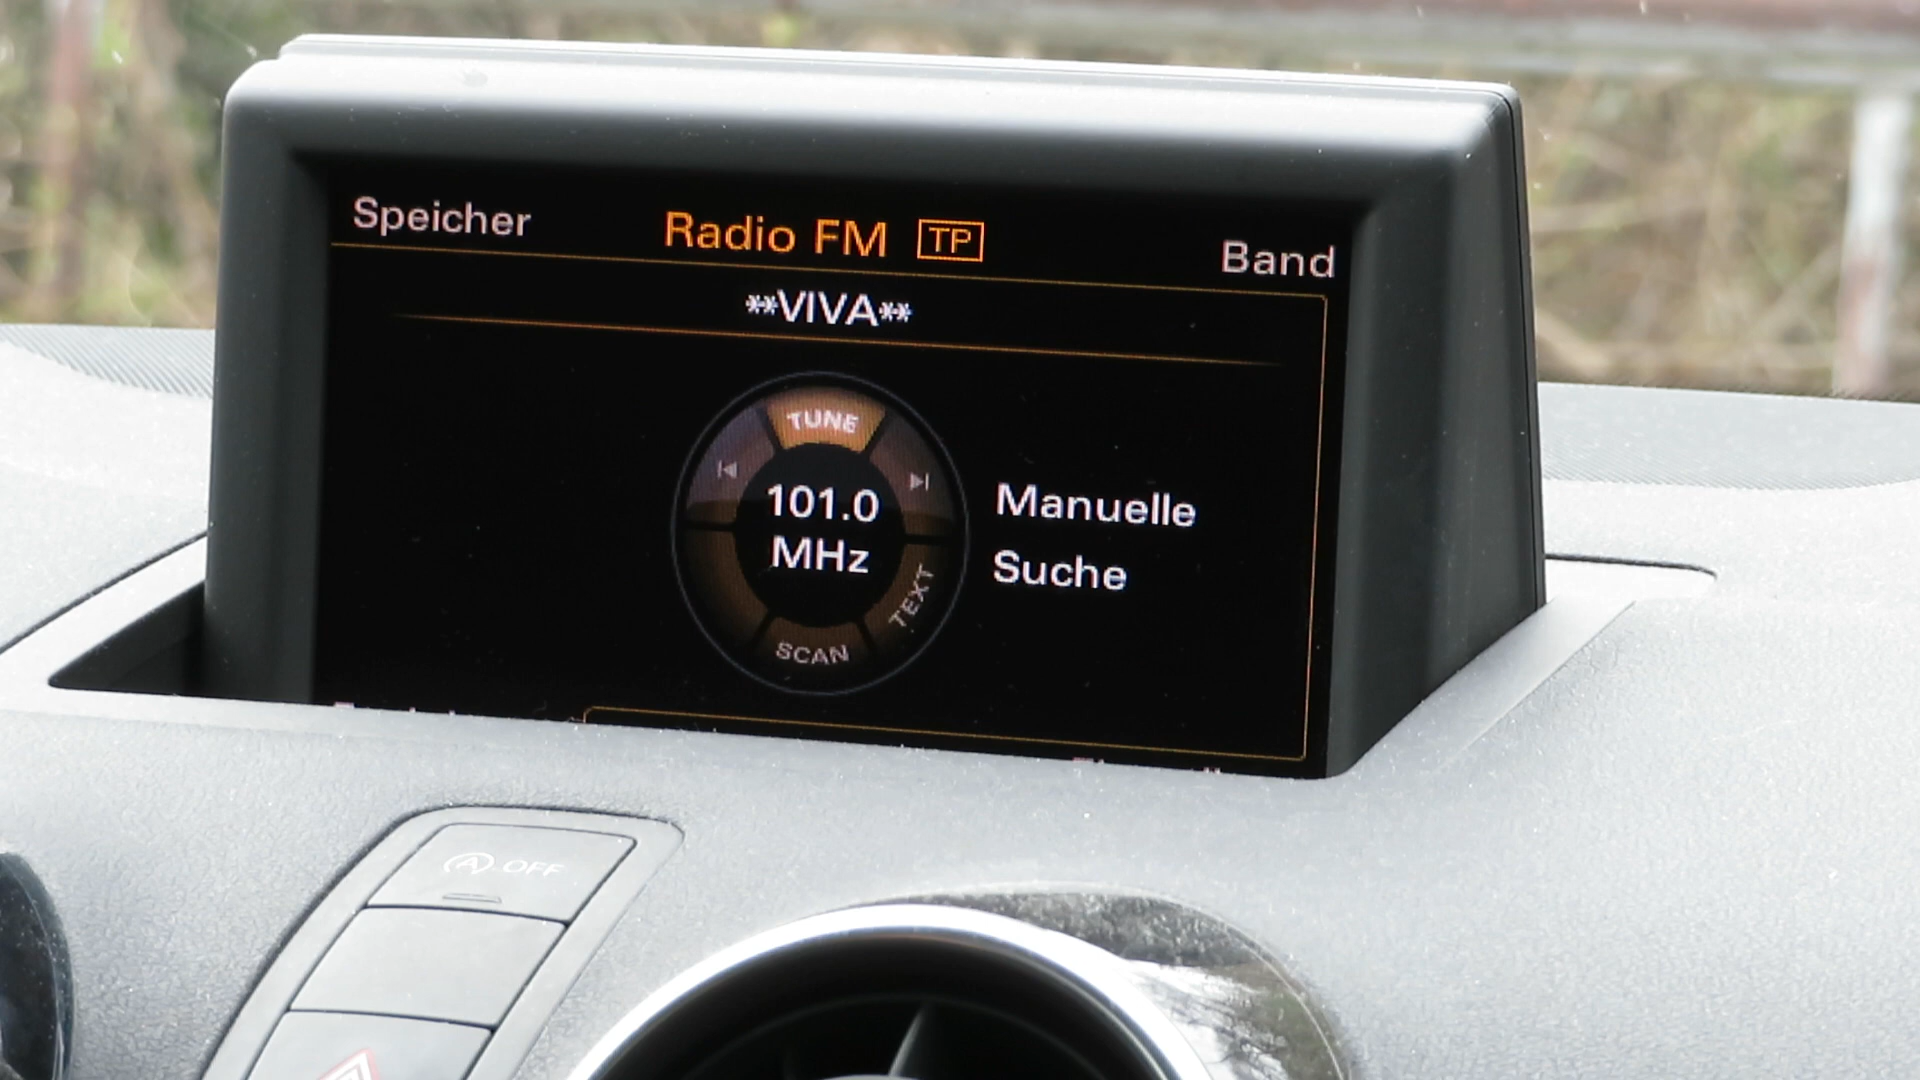 Speicher
Radio FM TP
Band
**VIVA**
TUNE
101.0
MHz
TEXT
SCAN
Manuelle
Suche
A OFF